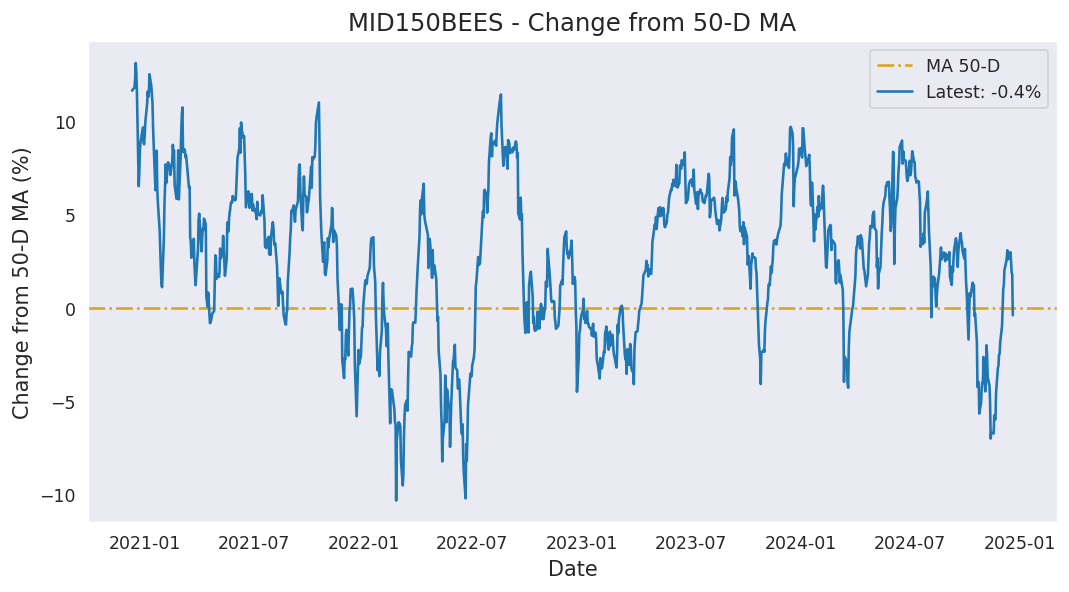 MID150BEES - Change from 50-D MA
MA 50-D
Latest: -0.4%
Change from 50-D MA (%)
10
5
0
−5
−10
2021-01 2021-07 2022-01 2022-07 2023-01 2023-07 2024-01 2024-07 2025-01
Date